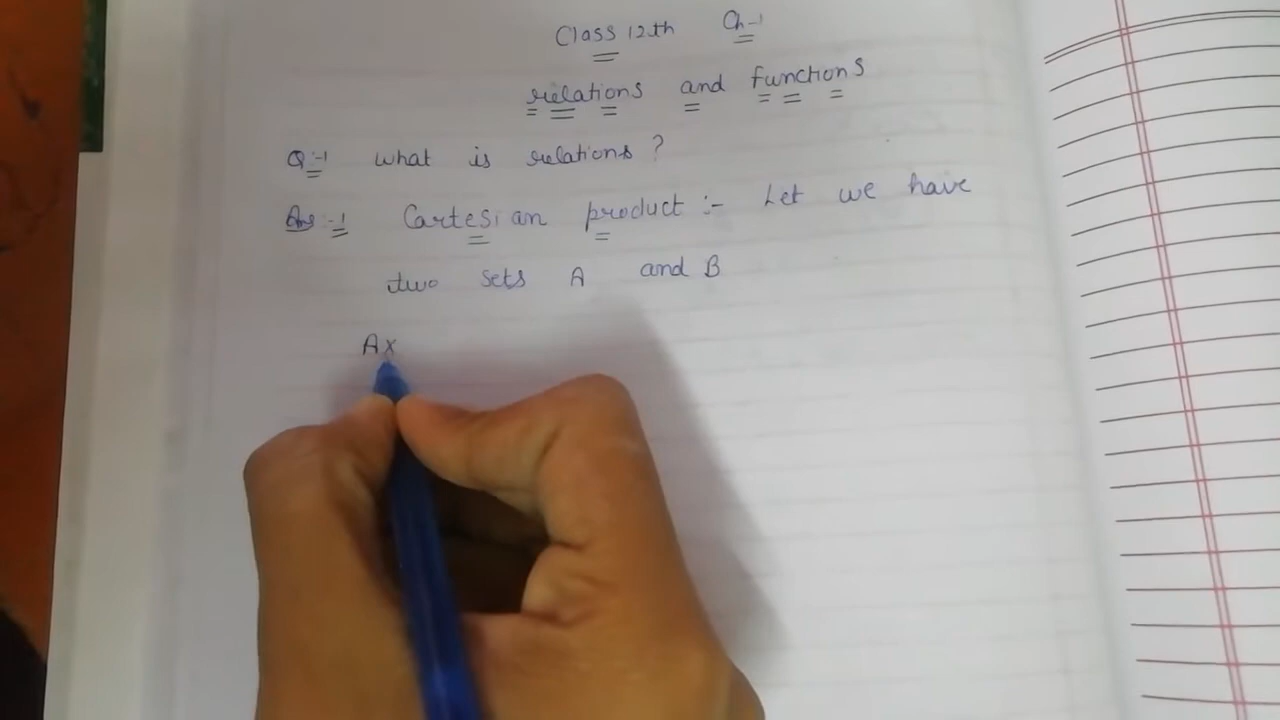 Class 12th Ch-1
relations and functions
Q:-1 what is relations ?
Ans:-1 Cartesian product :- Let we have
two sets A and B
Ax